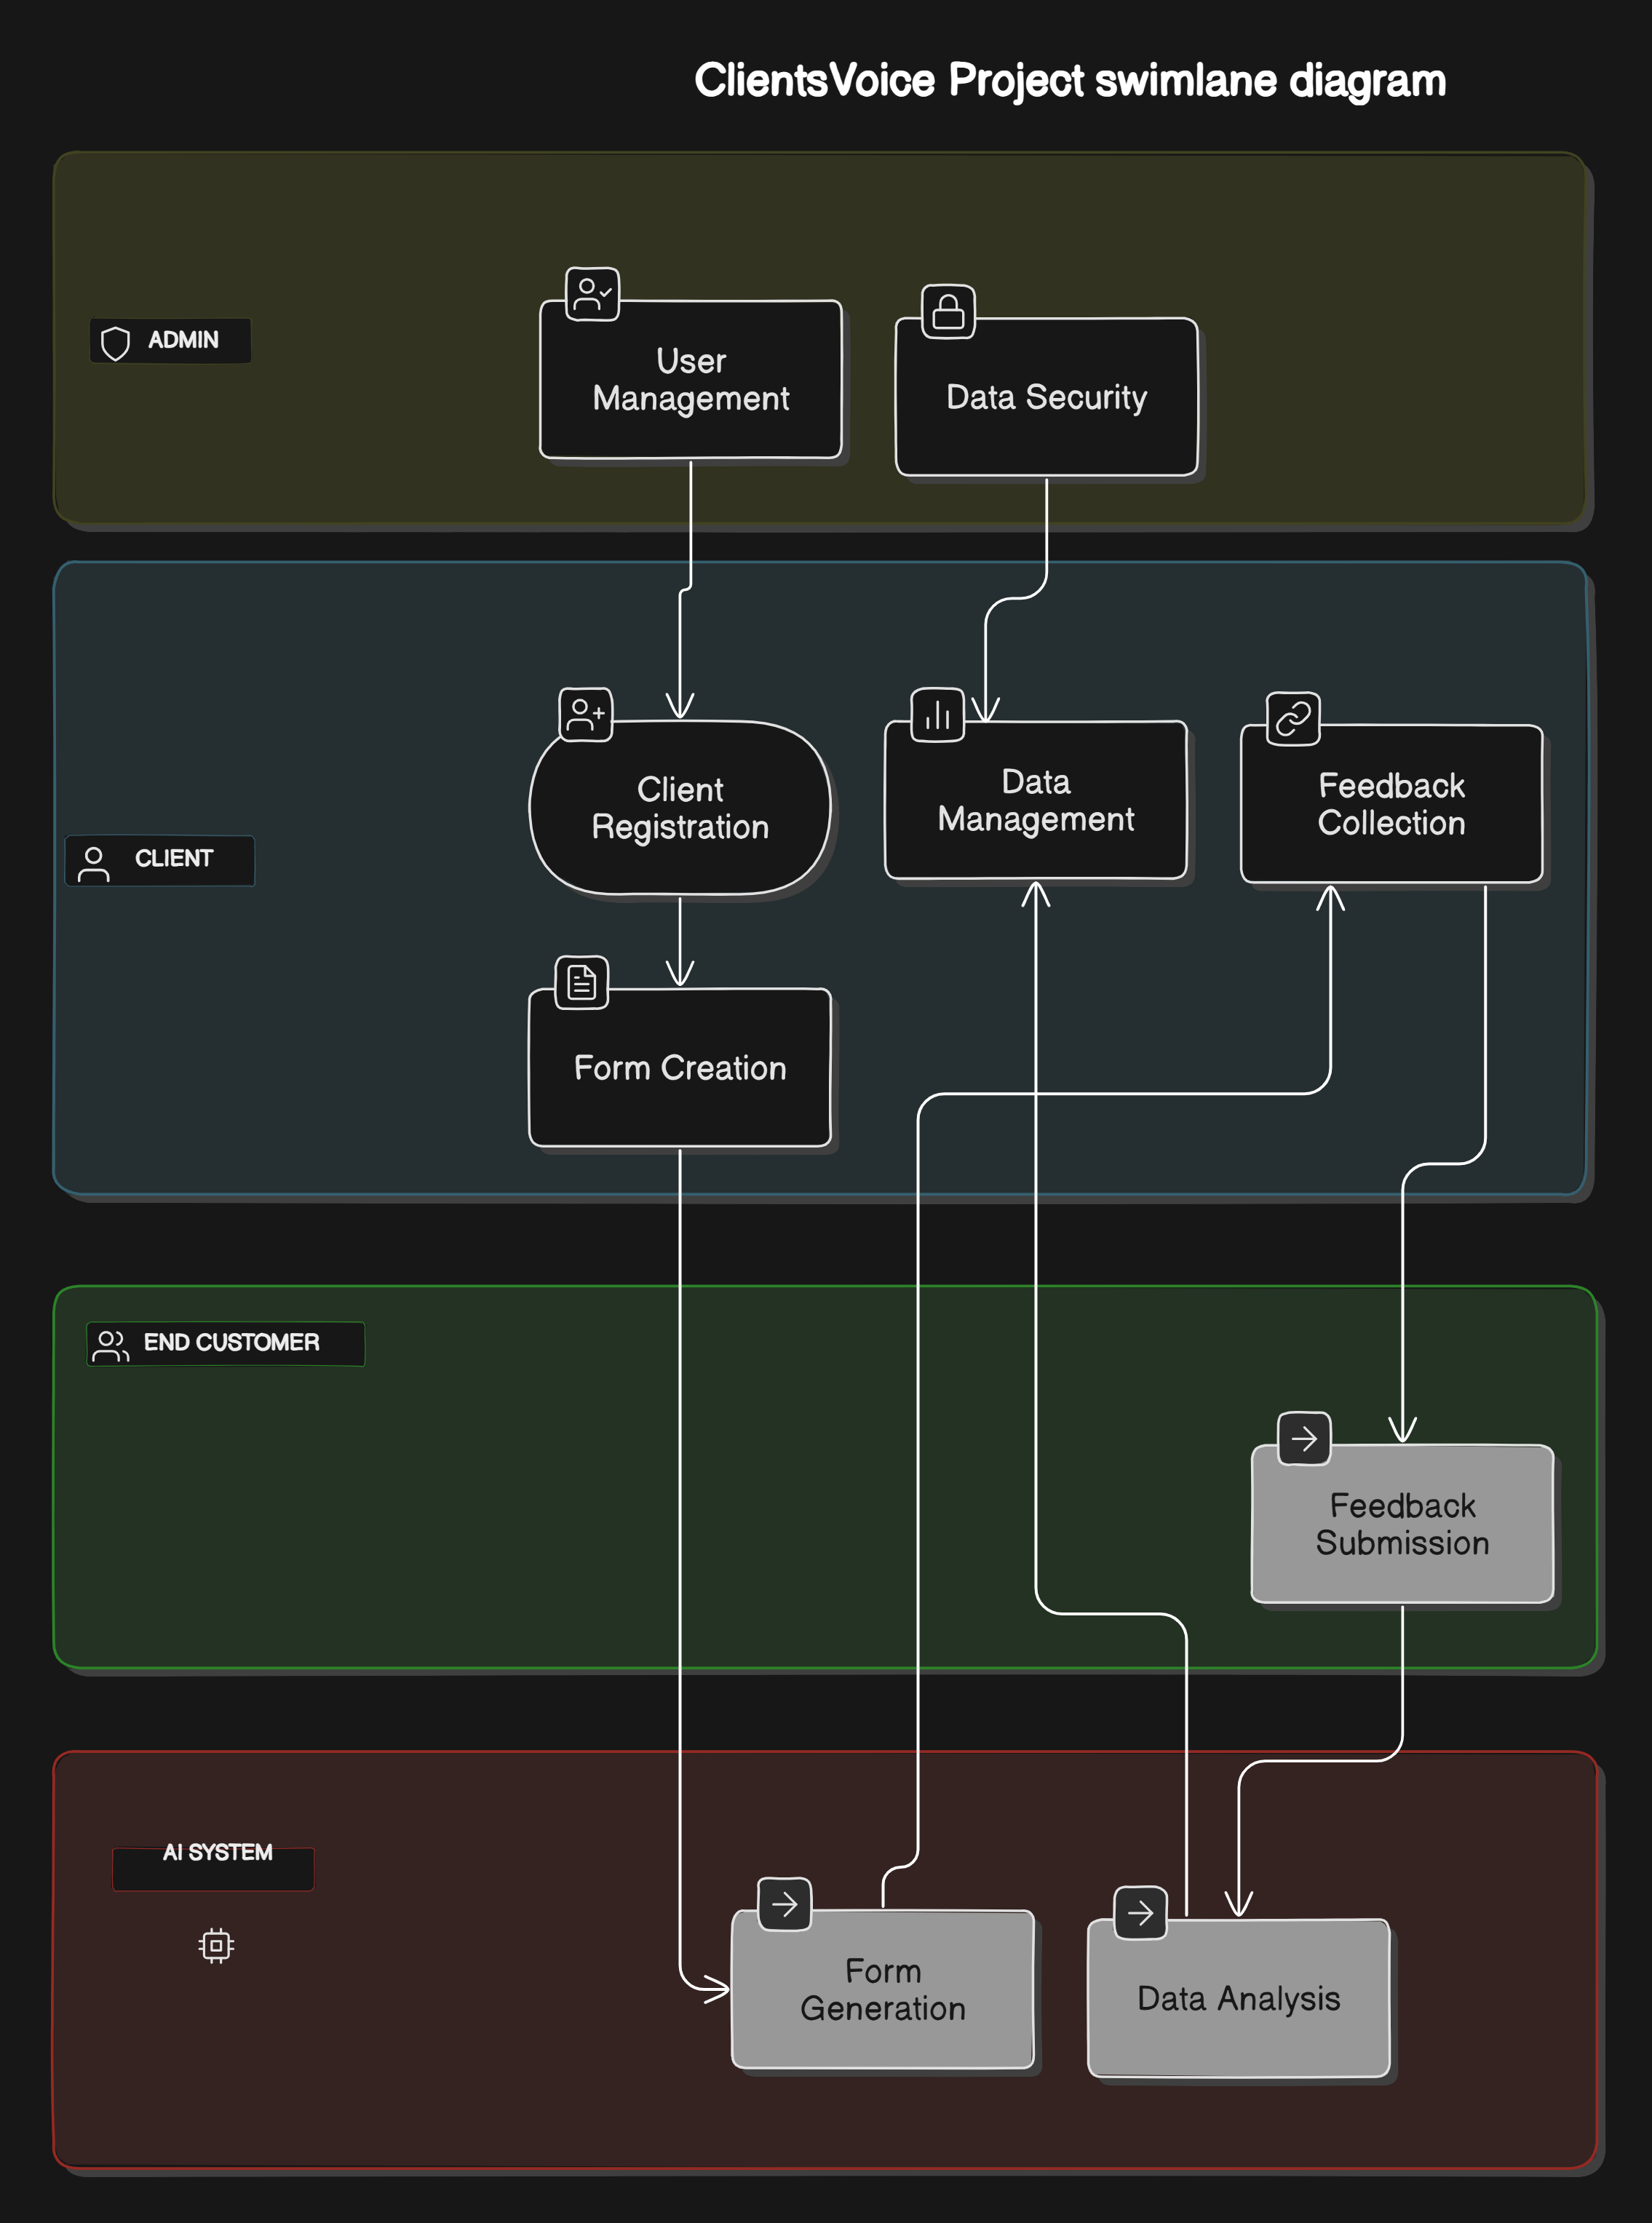 ClientsVoice Project swimlane diagram
ADMIN
User
Management
Data Security
CLIENT
Client
Registration
Data
Management
Feedback
Collection
Form Creation
END CUSTOMER
Feedback
Submission
AI SYSTEM
Form
Generation
Data Analysis